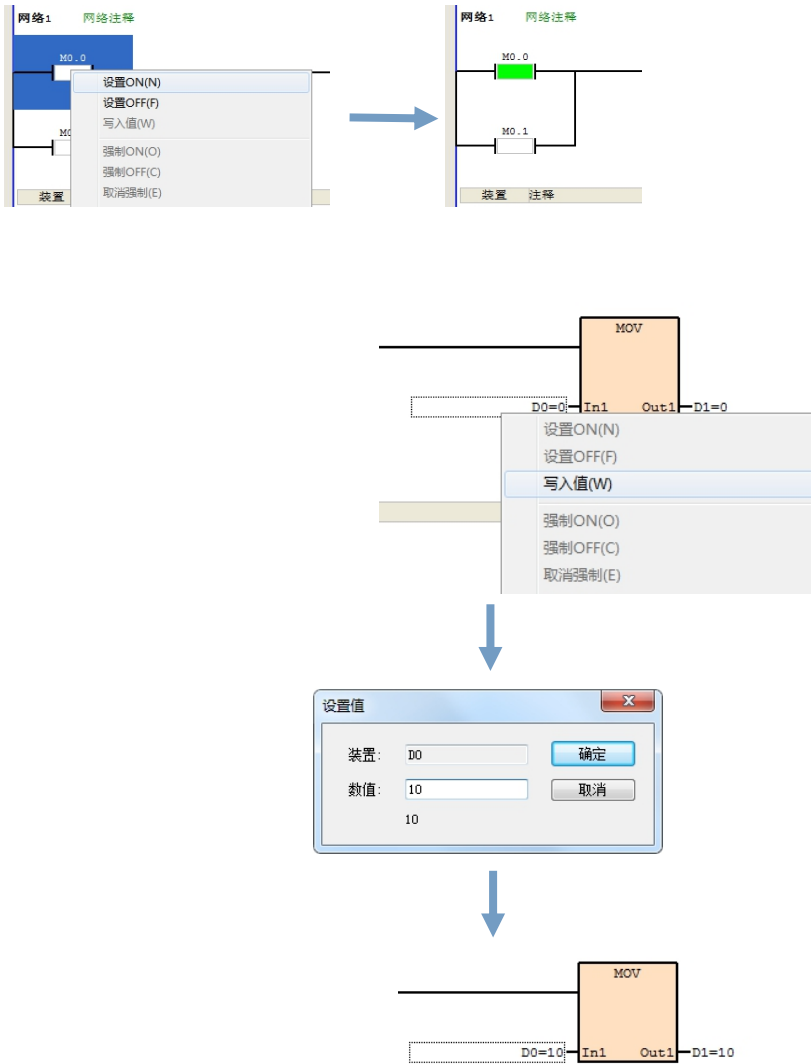 网络1 网络注释
M0.0
设置ON(N)
设置OFF(F)
写入值(W)
强制ON(O)
强制OFF(C)
取消强制(E)
M0
装置
网络1 网络注释
M0.0
M0.1
装置 注释
MOV
D0=0 In1 Out1 D1=0
设置ON(N)
设置OFF(F)
写入值(W)
强制ON(O)
强制OFF(C)
取消强制(E)
设置值
装置: D0 确定
数值: 10 取消
10
MOV
D0=10 In1 Out1 D1=10